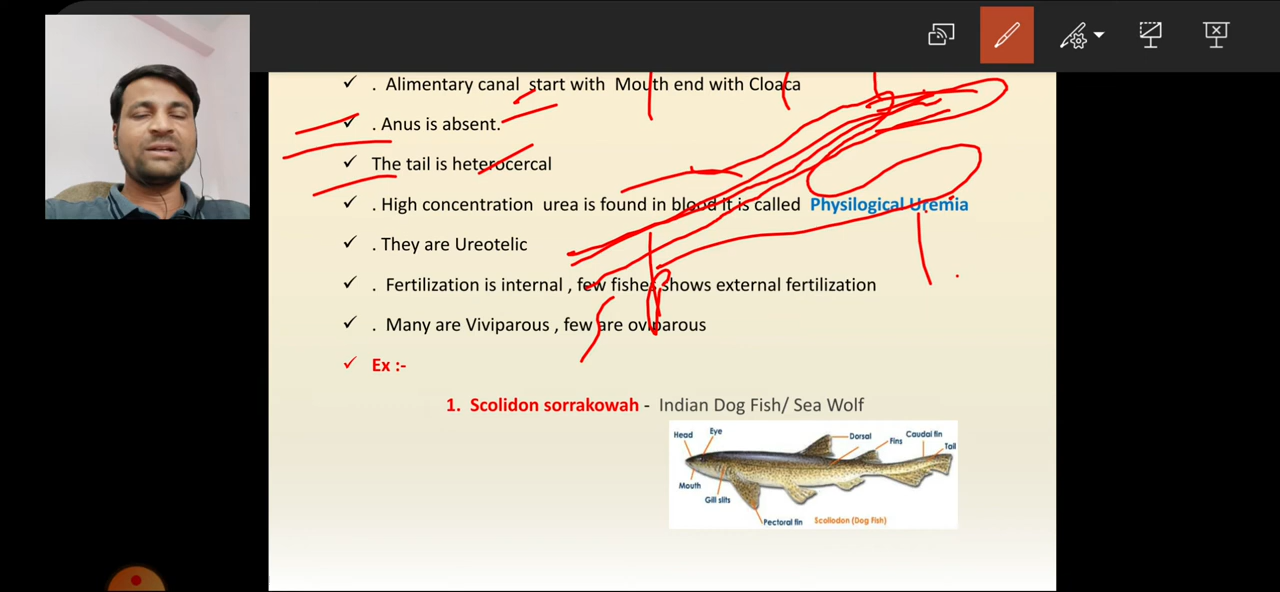 . Alimentary canal start with Mouth end with Cloaca
. Anus is absent.
The tail is heterocercal
. High concentration urea is found in blood it is called Physilogical Uremia
. They are Ureotelic
. Fertilization is internal , few fishes shows external fertilization
. Many are Viviparous , few are oviparous
Ex :-
1. Scolidon sorrakowah - Indian Dog Fish/ Sea Wolf
Head Eye Dorsal Fins Caudal fin Tail
Mouth
Gill slits
Pectoral fin Scoliodon (Dog Fish)